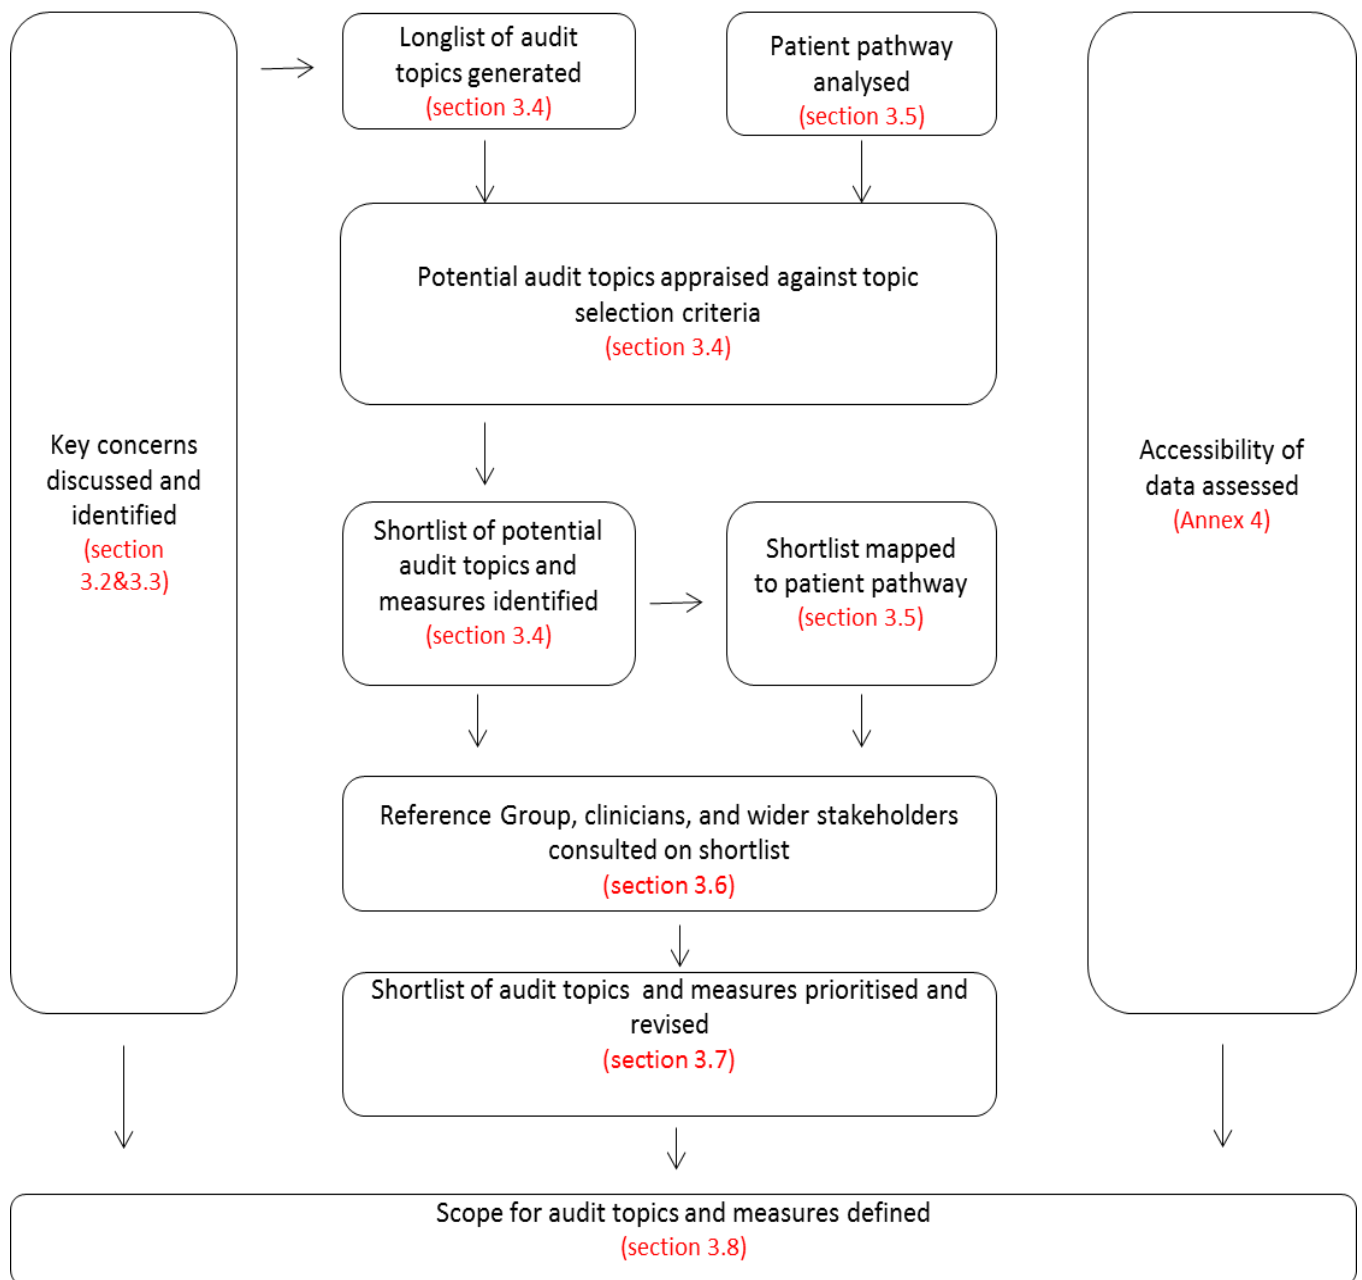 Longlist of audit
topics generated
(section 3.4)
Patient pathway
analysed
(section 3.5)
Potential audit topics appraised against topic
selection criteria
(section 3.4)
Key concerns
discussed and
identified
(section
3.2&3.3)
Accessibility of
data assessed
(Annex 4)
Shortlist of potential
audit topics and
measures identified
(section 3.4)
Shortlist mapped
to patient pathway
(section 3.5)
Reference Group, clinicians, and wider stakeholders
consulted on shortlist
(section 3.6)
Shortlist of audit topics  and measures prioritised and
revised
(section 3.7)
Scope for audit topics and measures defined
(section 3.8)